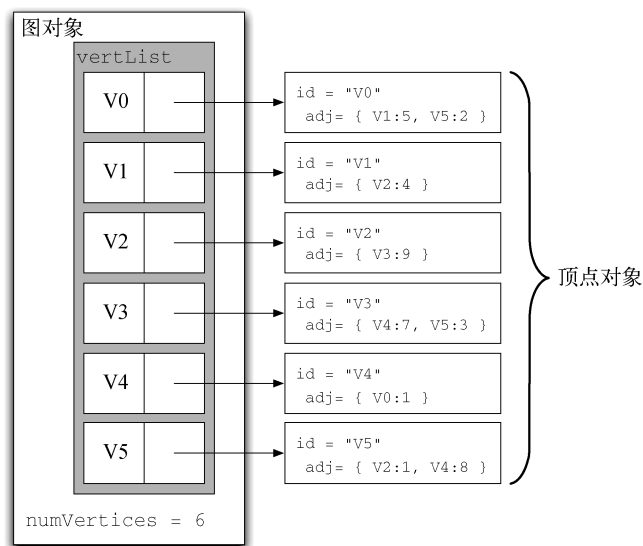 图对象
vertList
V0
id = "V0"
adj= { V1:5, V5:2 }
V1
id = "V1"
adj= { V2:4 }
V2
id = "V2"
adj= { V3:9 }
V3
id = "V3"
adj= { V4:7, V5:3 }
V4
id = "V4"
adj= { V0:1 }
V5
id = "V5"
adj= { V2:1, V4:8 }
顶点对象
numVertices = 6